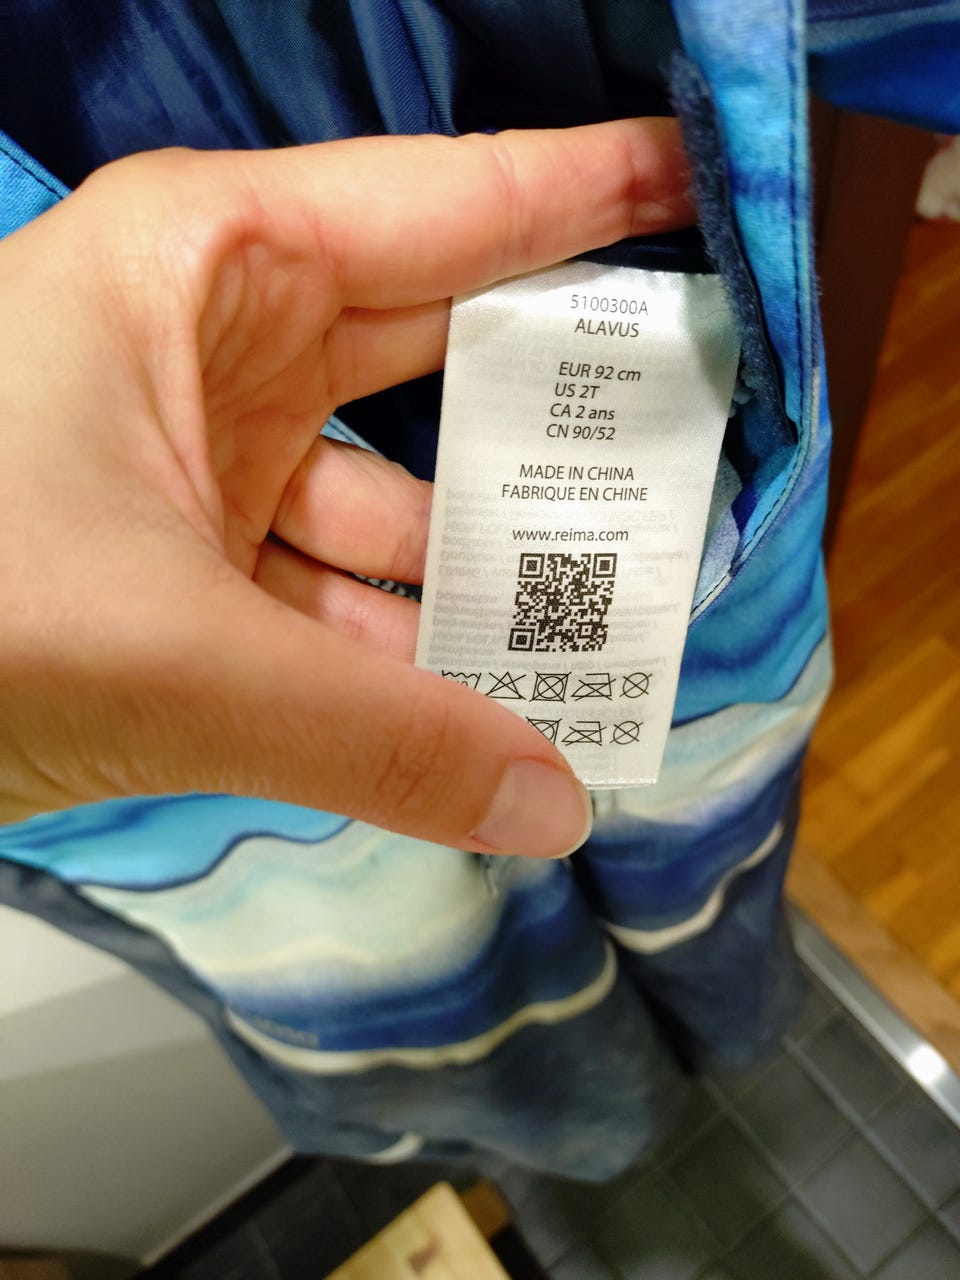 5100300A
ALAVUS
EUR 92 cm
US 2T
CA 2 ans
CN 90/52
MADE IN CHINA
FABRIQUE EN CHINE
www.reima.com